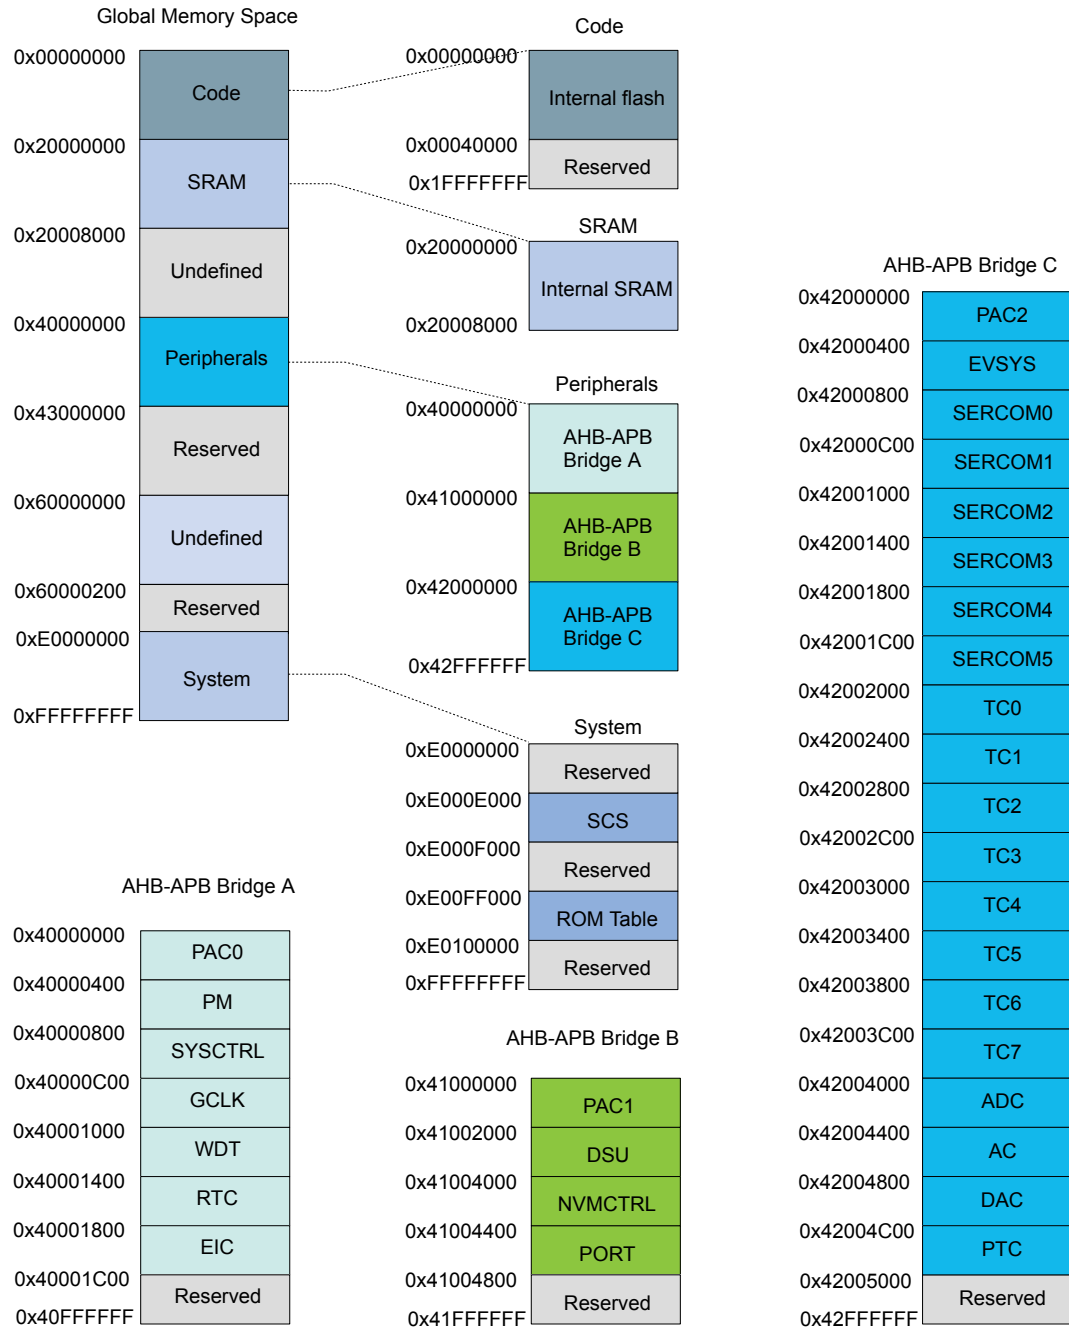 Global Memory Space
0x00000000
Code
0x20000000
SRAM
0x20008000
Undefined
0x40000000
Peripherals
0x43000000
Reserved
0x60000000
Undefined
0x60000200
Reserved
0xE0000000
System
0xFFFFFFFF
Code
0x00000000
Internal flash
0x00040000
Reserved
0x1FFFFFFF
SRAM
0x20000000
Internal SRAM
0x20008000
Peripherals
0x40000000
AHB-APB
Bridge A
0x41000000
AHB-APB
Bridge B
0x42000000
AHB-APB
Bridge C
0x42FFFFFF
System
0xE0000000
Reserved
0xE000E000
SCS
0xE000F000
Reserved
0xE00FF000
ROM Table
0xE0100000
Reserved
0xFFFFFFFF
AHB-APB Bridge A
0x40000000
PAC0
0x40000400
PM
0x40000800
SYSCTRL
0x40000C00
GCLK
0x40001000
WDT
0x40001400
RTC
0x40001800
EIC
0x40001C00
Reserved
0x40FFFFFF
AHB-APB Bridge B
0x41000000
PAC1
0x41002000
DSU
0x41004000
NVMCTRL
0x41004400
PORT
0x41004800
Reserved
0x41FFFFFF
AHB-APB Bridge C
0x42000000
PAC2
0x42000400
EVSYS
0x42000800
SERCOM0
0x42000C00
SERCOM1
0x42001000
SERCOM2
0x42001400
SERCOM3
0x42001800
SERCOM4
0x42001C00
SERCOM5
0x42002000
TC0
0x42002400
TC1
0x42002800
TC2
0x42002C00
TC3
0x42003000
TC4
0x42003400
TC5
0x42003800
TC6
0x42003C00
TC7
0x42004000
ADC
0x42004400
AC
0x42004800
DAC
0x42004C00
PTC
0x42005000
Reserved
0x42FFFFFF